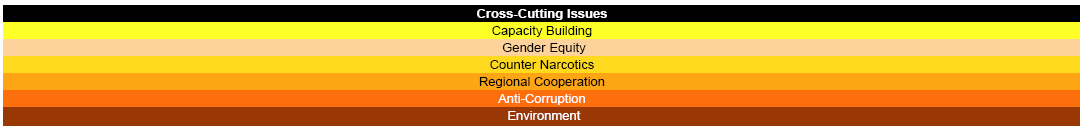 Cross-Cutting Issues
Capacity Building
Gender Equity
Counter Narcotics
Regional Cooperation
Anti-Corruption
Environment